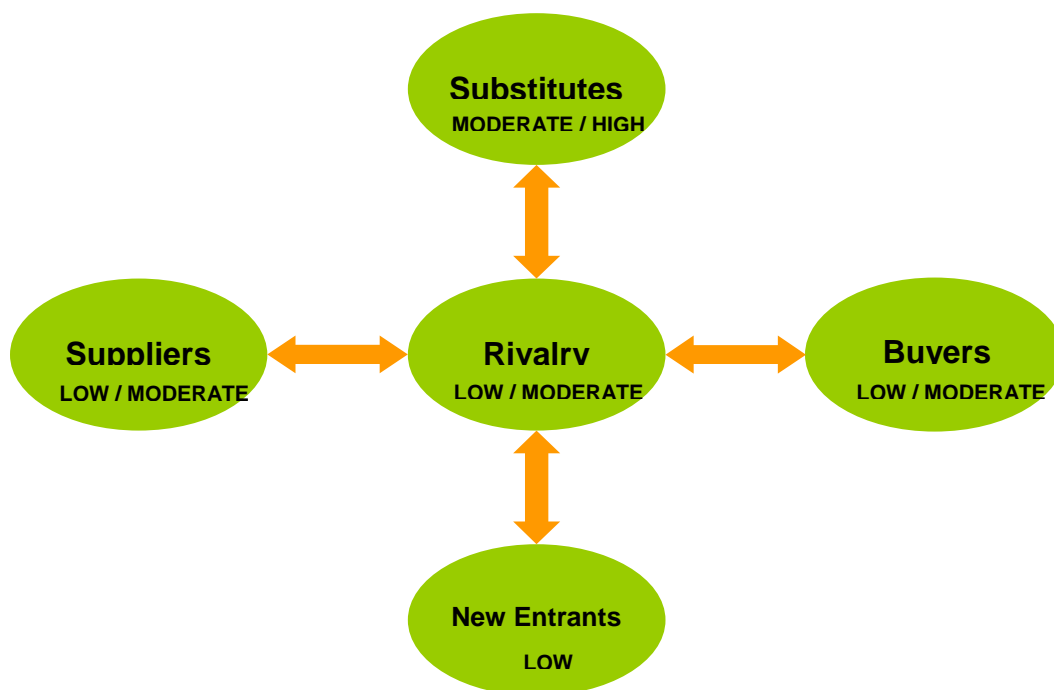 Substitutes
MODERATE / HIGH
Suppliers
LOW / MODERATE
Rivalry
LOW / MODERATE
Buyers
LOW / MODERATE
New Entrants
LOW